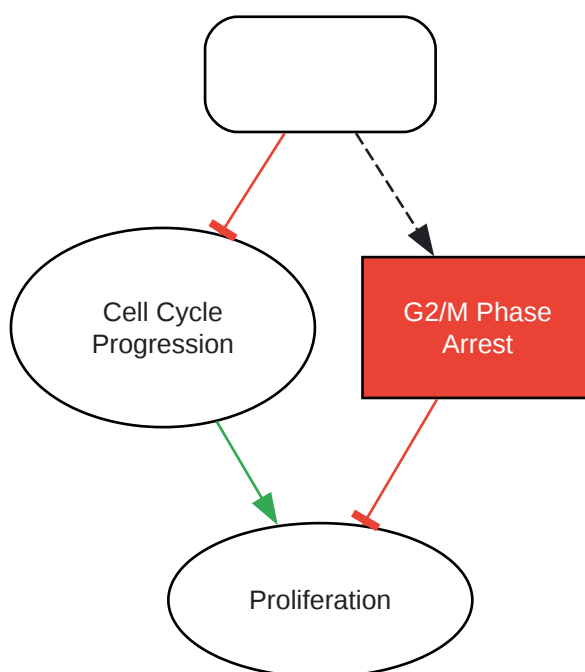 Cell Cycle
Progression
G2/M Phase
Arrest
Proliferation